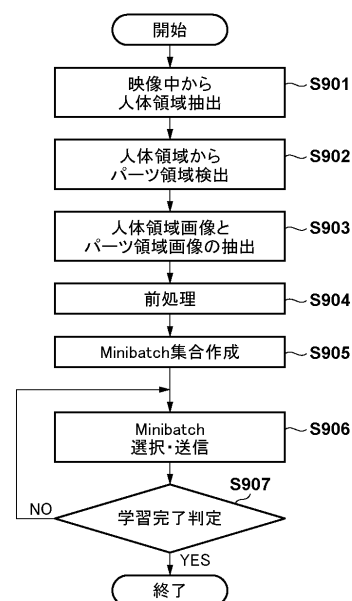 開始
映像中から
人体領域抽出
S901
人体領域から
パーツ領域検出
S902
人体領域画像と
パーツ領域画像の抽出
S903
前処理
S904
Minibatch集合作成
S905
Minibatch
選択・送信
S906
S907
学習完了判定
NO
YES
終了